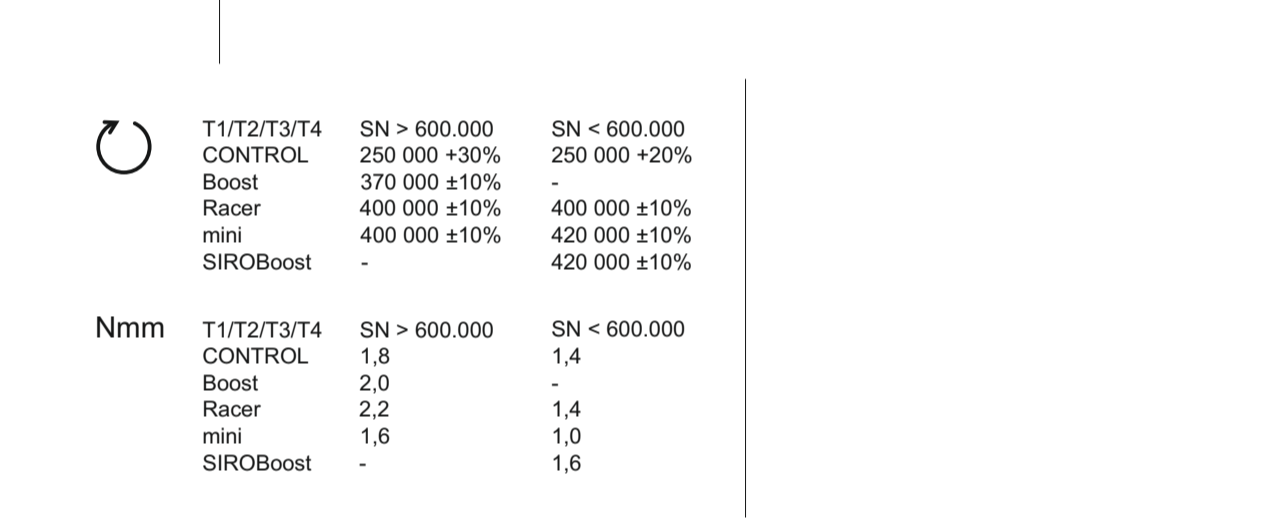 T1/T2/T3/T4 SN > 600.000 SN < 600.000
CONTROL 250 000 +30% 250 000 +20%
Boost 370 000 ±10% -
Racer 400 000 ±10% 400 000 ±10%
mini 400 000 ±10% 420 000 ±10%
SIROBoost - 420 000 ±10%
Nmm T1/T2/T3/T4 SN > 600.000 SN < 600.000
CONTROL 1,8 1,4
Boost 2,0 -
Racer 2,2 1,4
mini 1,6 1,0
SIROBoost - 1,6